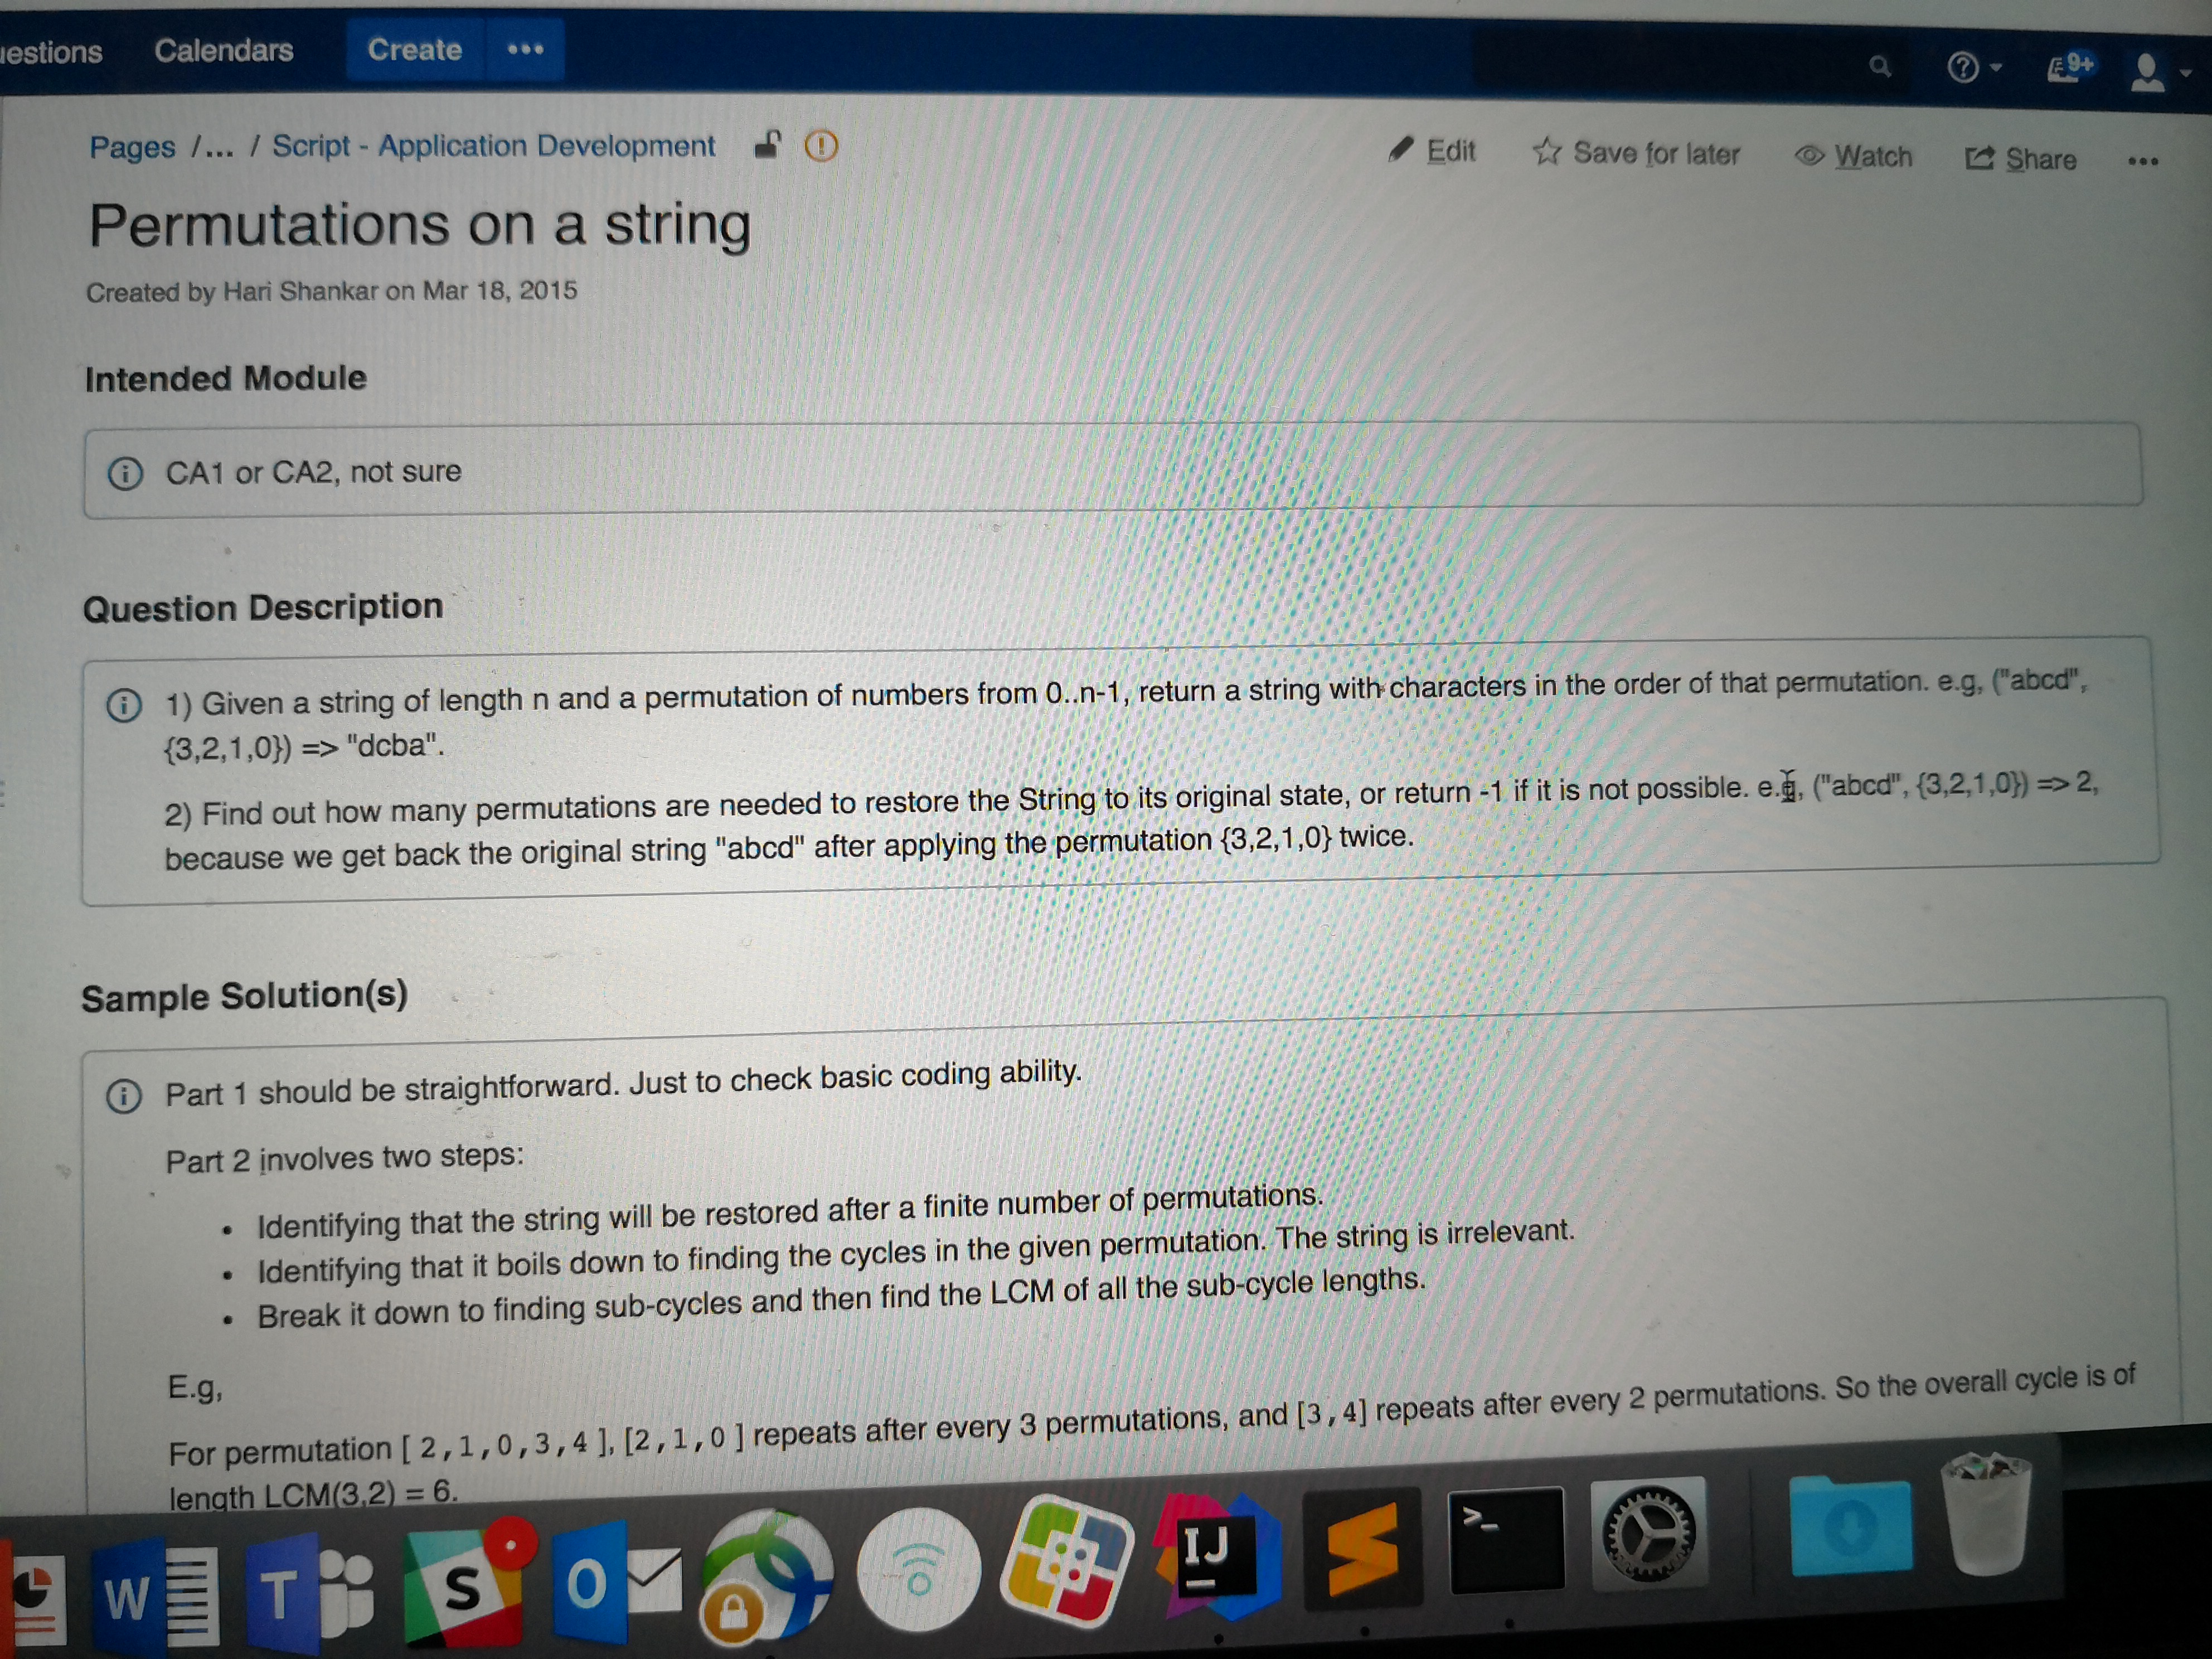 uestions Calendars Create •••
9+
Pages /... / Script - Application Development
Edit Save for later Watch Share •••
Permutations on a string
Created by Hari Shankar on Mar 18, 2015
Intended Module
CA1 or CA2, not sure
Question Description
1) Given a string of length n and a permutation of numbers from 0..n-1, return a string with characters in the order of that permutation. e.g, ("abcd",
{3,2,1,0}) => "dcba".
2) Find out how many permutations are needed to restore the String to its original state, or return -1 if it is not possible. e.g, ("abcd", {3,2,1,0}) => 2,
because we get back the original string "abcd" after applying the permutation {3,2,1,0} twice.
Sample Solution(s)
Part 1 should be straightforward. Just to check basic coding ability.
Part 2 involves two steps:
• Identifying that the string will be restored after a finite number of permutations.
• Identifying that it boils down to finding the cycles in the given permutation. The string is irrelevant.
• Break it down to finding sub-cycles and then find the LCM of all the sub-cycle lengths.
E.g,
For permutation [ 2,1,0,3,4 ], [2,1,0 ] repeats after every 3 permutations, and [3,4] repeats after every 2 permutations. So the overall cycle is of
length LCM(3,2) = 6.
W T S O IJ >_